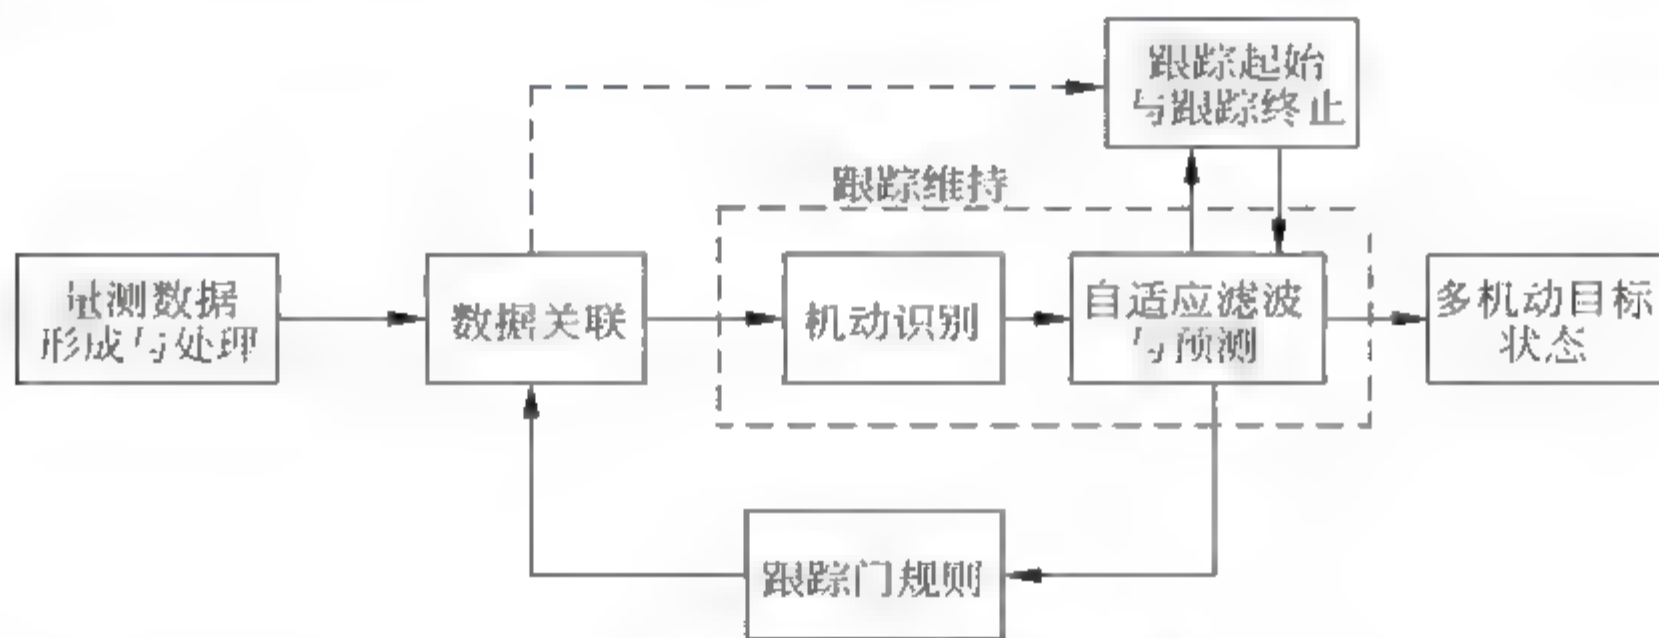 跟踪起始
与跟踪终止
跟踪维持
量测数据
形成与处理
数据关联
机动识别
自适应滤波
与预测
多机动目标
状态
跟踪门规则